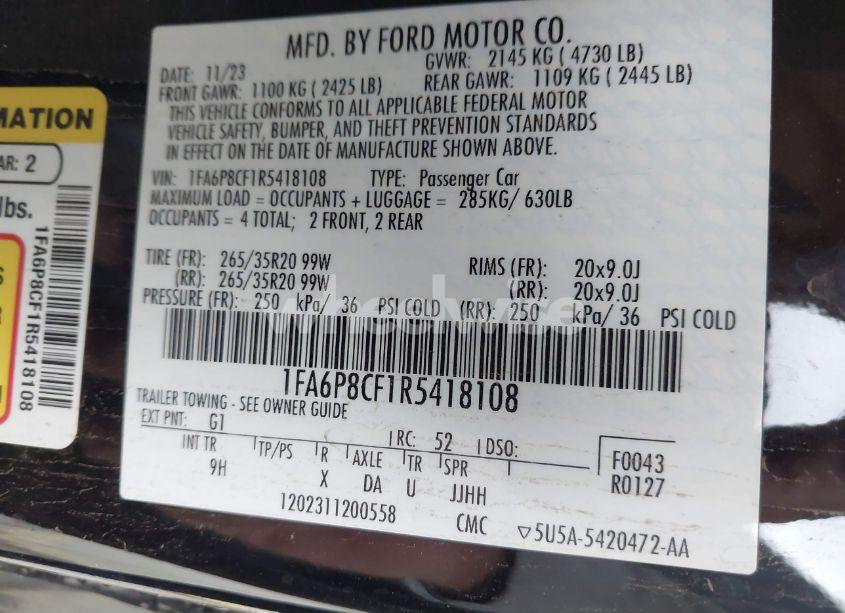 MFD. BY FORD MOTOR CO.
DATE: 11/23 GVWR: 2145 KG ( 4730 LB)
FRONT GAWR: 1100 KG ( 2425 LB) REAR GAWR: 1109 KG ( 2445 LB)
THIS VEHICLE CONFORMS TO ALL APPLICABLE FEDERAL MOTOR
VEHICLE SAFETY, BUMPER, AND THEFT PREVENTION STANDARDS
IN EFFECT ON THE DATE OF MANUFACTURE SHOWN ABOVE.
VIN: 1FA6P8CF1R5418108 TYPE: Passenger Car
MAXIMUM LOAD = OCCUPANTS + LUGGAGE = 285KG/ 630LB
OCCUPANTS = 4 TOTAL; 2 FRONT, 2 REAR
TIRE (FR): 265/35R20 99W RIMS (FR): 20x9.0J
(RR): 265/35R20 99W (RR): 20x9.0J
PRESSURE (FR): 250 kPa/ 36 PSI COLD (RR): 250 kPa/ 36 PSI COLD
1FA6P8CF1R5418108
TRAILER TOWING - SEE OWNER GUIDE
EXT PNT: G1 RC: 52 DSO:
INT TR TP/PS R AXLE TR SPR F0043
9H X DA U JJHH R0127
1202311200558 CMC ▽5U5A-5420472-AA
MATION
AR: 2
lbs.
1FA6P8CF1R5418108